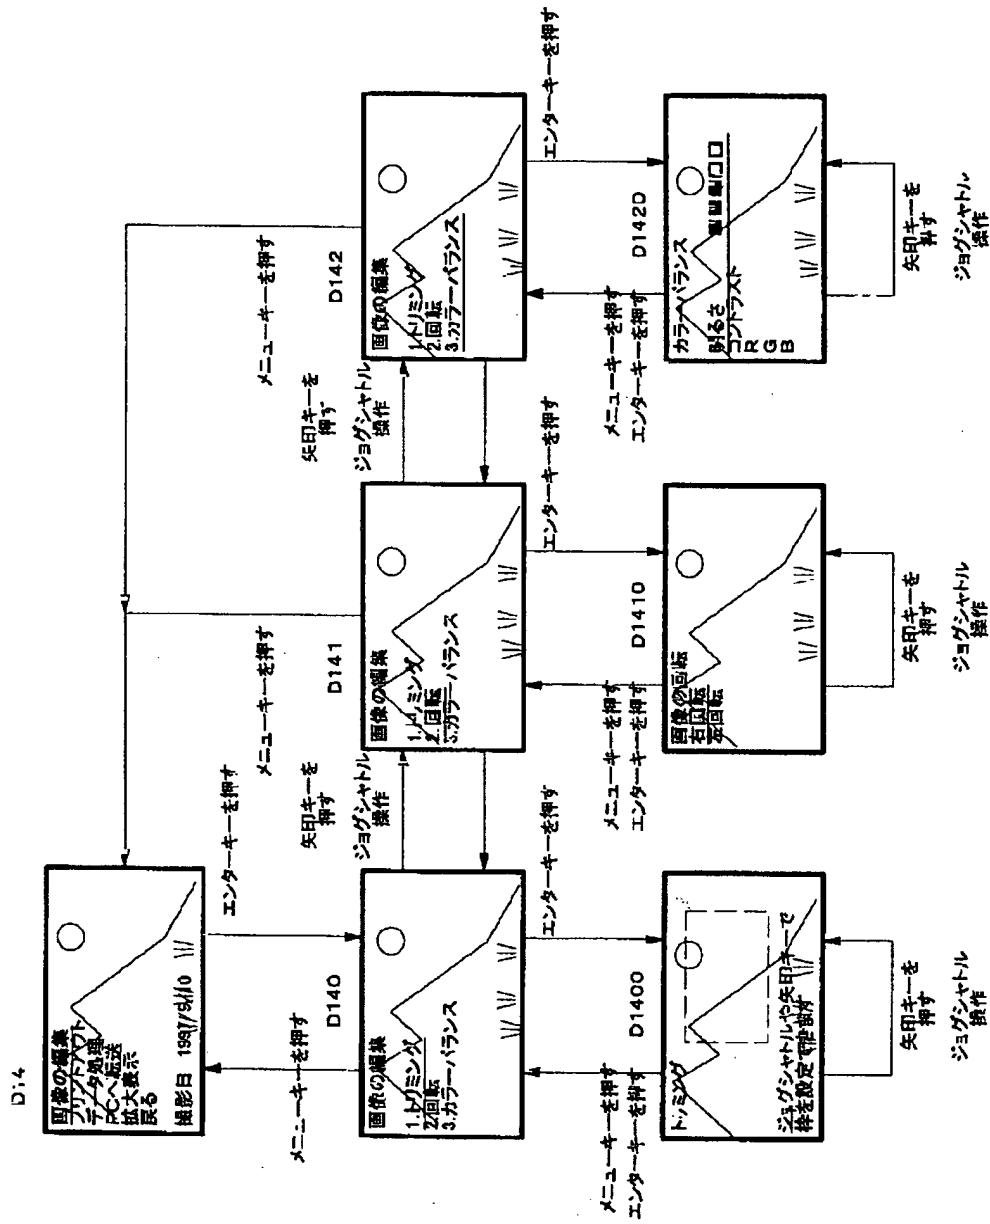 D14
画像の編集
プリントアウト
データ処理
PCへ転送
拡大表示
戻る
撮影日
エンターキーを押す
メニューキーを押す
D140
画像の編集
1.トリミング
2.回転
3.カラーバランス
矢印キーを
押す
ジョグシャトル
操作
メニューキーを押す
D141
画像の編集
1.トリミング
2.回転
3.カラーバランス
矢印キーを
押す
ジョグシャトル
操作
メニューキーを押す
D142
画像の編集
1.トリミング
2.回転
3.カラーバランス
エンターキーを押す
メニューキーを押す
エンターキーを押す
D1400
トリミング
ジョグシャトルや矢印キーで
枠を設定
矢印キーを
押す
ジョグシャトル
操作
エンターキーを押す
メニューキーを押す
エンターキーを押す
D1410
画像の回転
右回転
左回転
矢印キーを
押す
ジョグシャトル
操作
エンターキーを押す
メニューキーを押す
エンターキーを押す
D1420
カラーバランス
明るさ
コントラスト
R G B
矢印キーを
押す
ジョグシャトル
操作